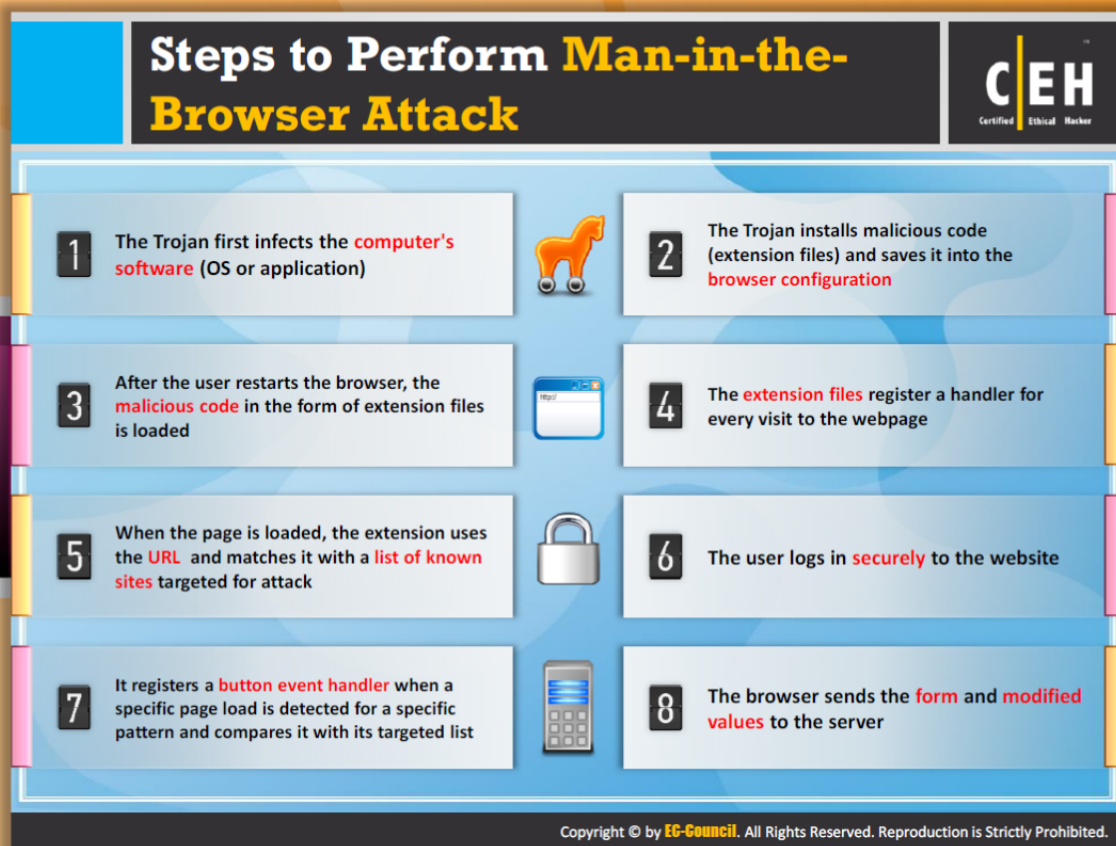 Steps to Perform Man-in-the-
Browser Attack
C EH
Certified Ethical Hacker
™
1
The Trojan first infects the computer's
software (OS or application)
2
The Trojan installs malicious code
(extension files) and saves it into the
browser configuration
3
After the user restarts the browser, the
malicious code in the form of extension files
is loaded
http://
4
The extension files register a handler for
every visit to the webpage
5
When the page is loaded, the extension uses
the URL and matches it with a list of known
sites targeted for attack
6
The user logs in securely to the website
7
It registers a button event handler when a
specific page load is detected for a specific
pattern and compares it with its targeted list
8
The browser sends the form and modified
values to the server
Copyright © by EC-Council. All Rights Reserved. Reproduction is Strictly Prohibited.